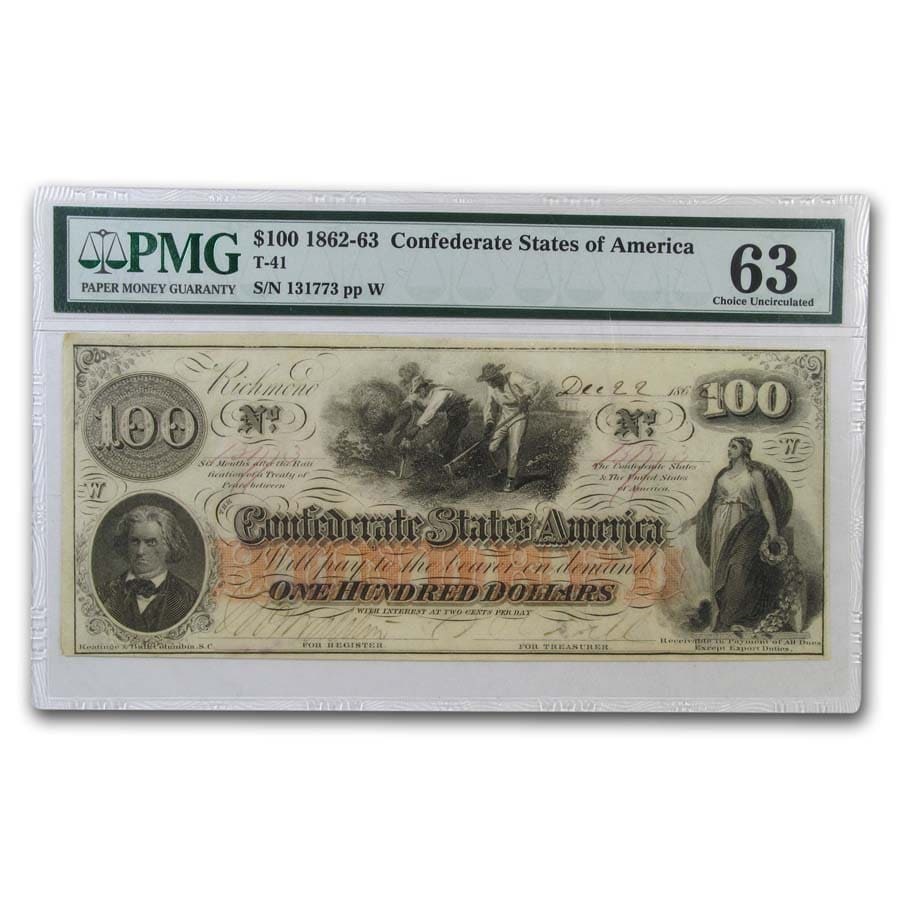 PMG
PAPER MONEY GUARANTY
$100 1862-63 Confederate States of America
T-41
S/N 131773 pp W
63
Choice Uncirculated
Richmond
Dec 22 186
100
No.
No.
100
Six Months after the Rati
fication of a Treaty of
Peace between
The Confederate States
& The United States
of America.
W
W
THE
Confederate States America
Will pay to the bearer on demand
ONE HUNDRED DOLLARS
WITH INTEREST AT TWO CENTS PER DAY
HUNDRED
Keatinge & Ball, Columbia, S.C.
FOR REGISTER
FOR TREASURER.
Receivable in Payment of All Dues
Except Export Duties.